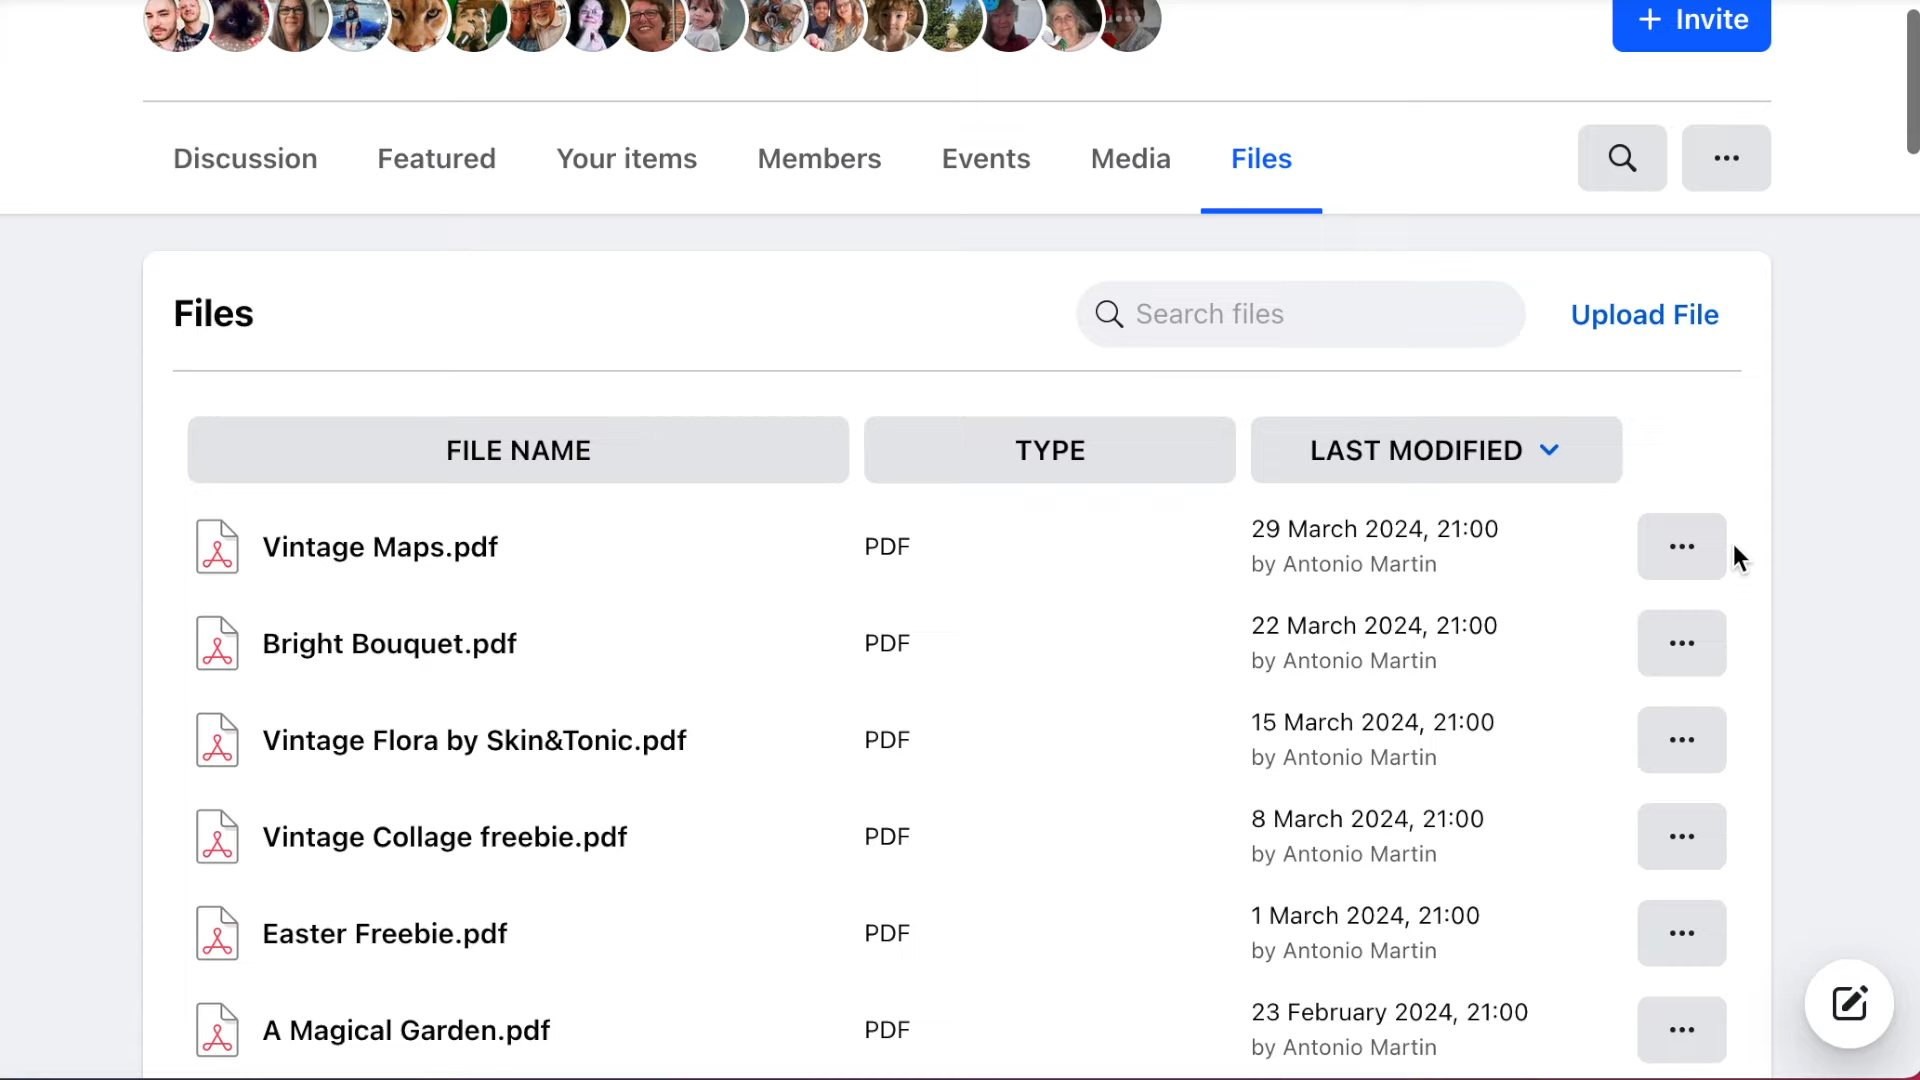 + Invite
Discussion Featured Your items Members Events Media Files
Files
Search files
Upload File
FILE NAME TYPE LAST MODIFIED
Vintage Maps.pdf PDF 29 March 2024, 21:00
by Antonio Martin
Bright Bouquet.pdf PDF 22 March 2024, 21:00
by Antonio Martin
Vintage Flora by Skin&Tonic.pdf PDF 15 March 2024, 21:00
by Antonio Martin
Vintage Collage freebie.pdf PDF 8 March 2024, 21:00
by Antonio Martin
Easter Freebie.pdf PDF 1 March 2024, 21:00
by Antonio Martin
A Magical Garden.pdf PDF 23 February 2024, 21:00
by Antonio Martin